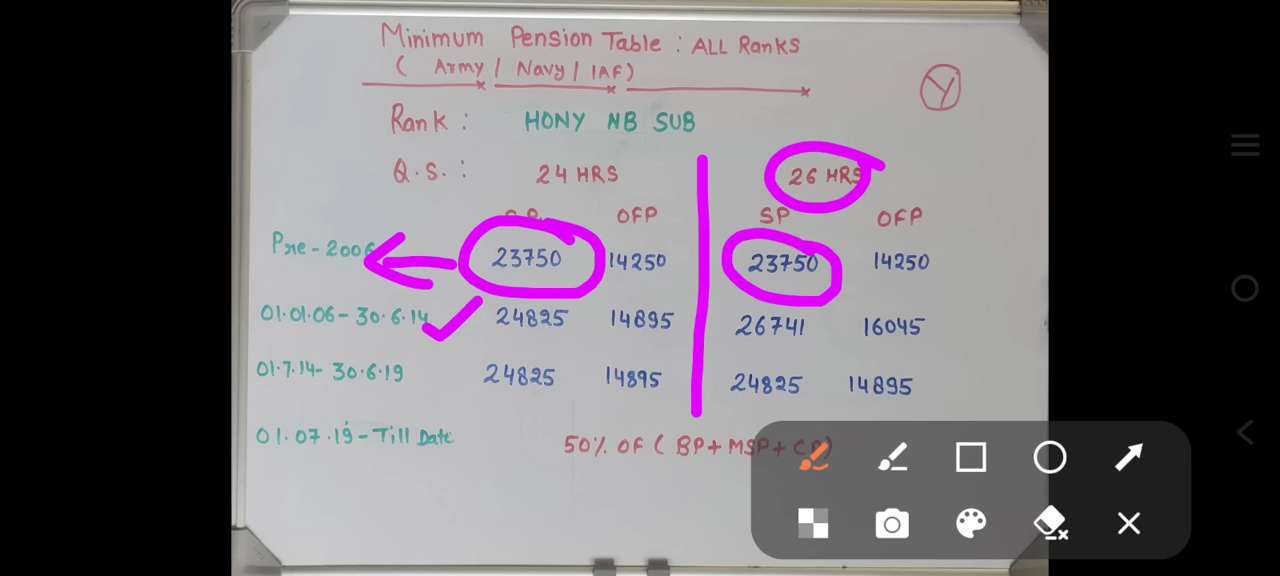 Minimum Pension Table : ALL Ranks
( Army / Navy / IAF)
Y
Rank : HONY NB SUB
Q.S. : 24 HRS 26 HRS
OFP SP OFP
Pre-2006 23750 14250 23750 14250
01.01.06 - 30.6.14 24825 14895 26741 16045
01.7.14 - 30.6.19 24825 14895 24825 14895
01.07.19 - Till Date 50% OF ( BP + MSP +